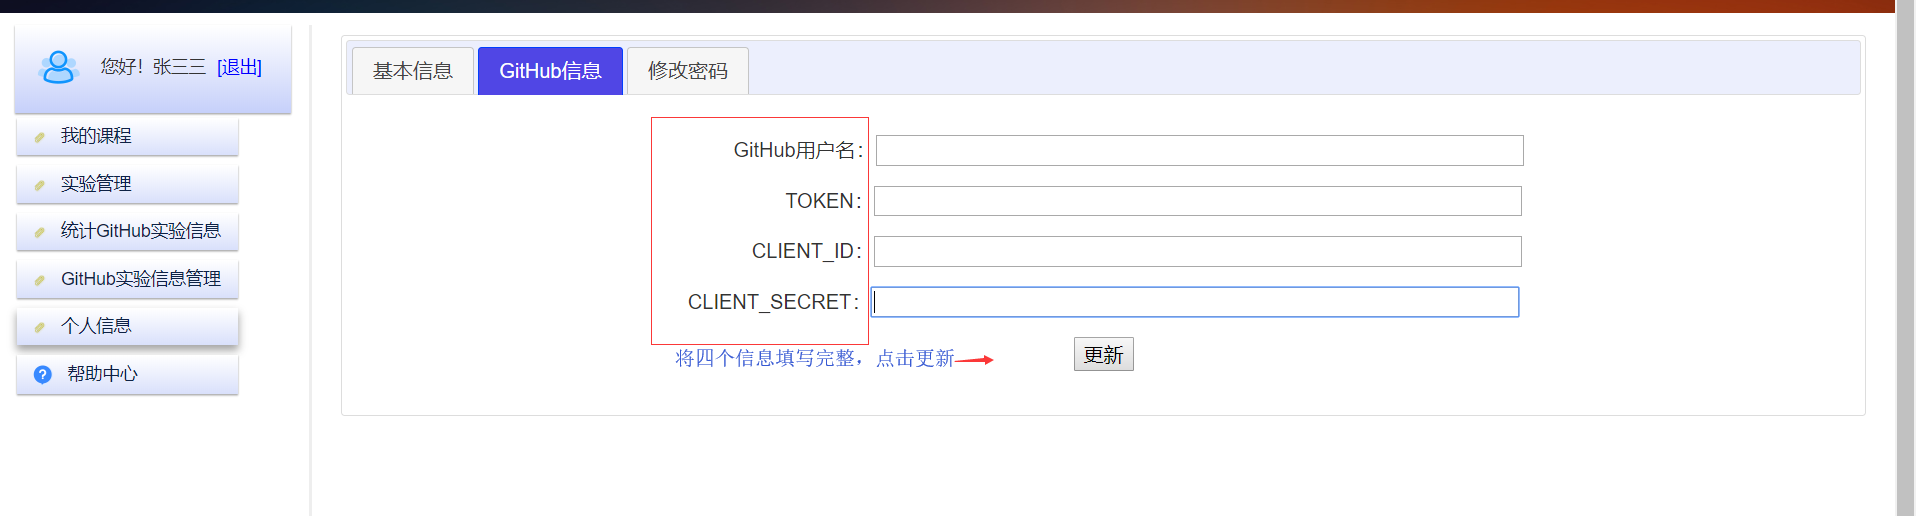 您好！张三三 [退出]
我的课程
实验管理
统计GitHub实验信息
GitHub实验信息管理
个人信息
帮助中心
基本信息 GitHub信息 修改密码
GitHub用户名：
TOKEN：
CLIENT_ID：
CLIENT_SECRET：
将四个信息填写完整，点击更新
更新